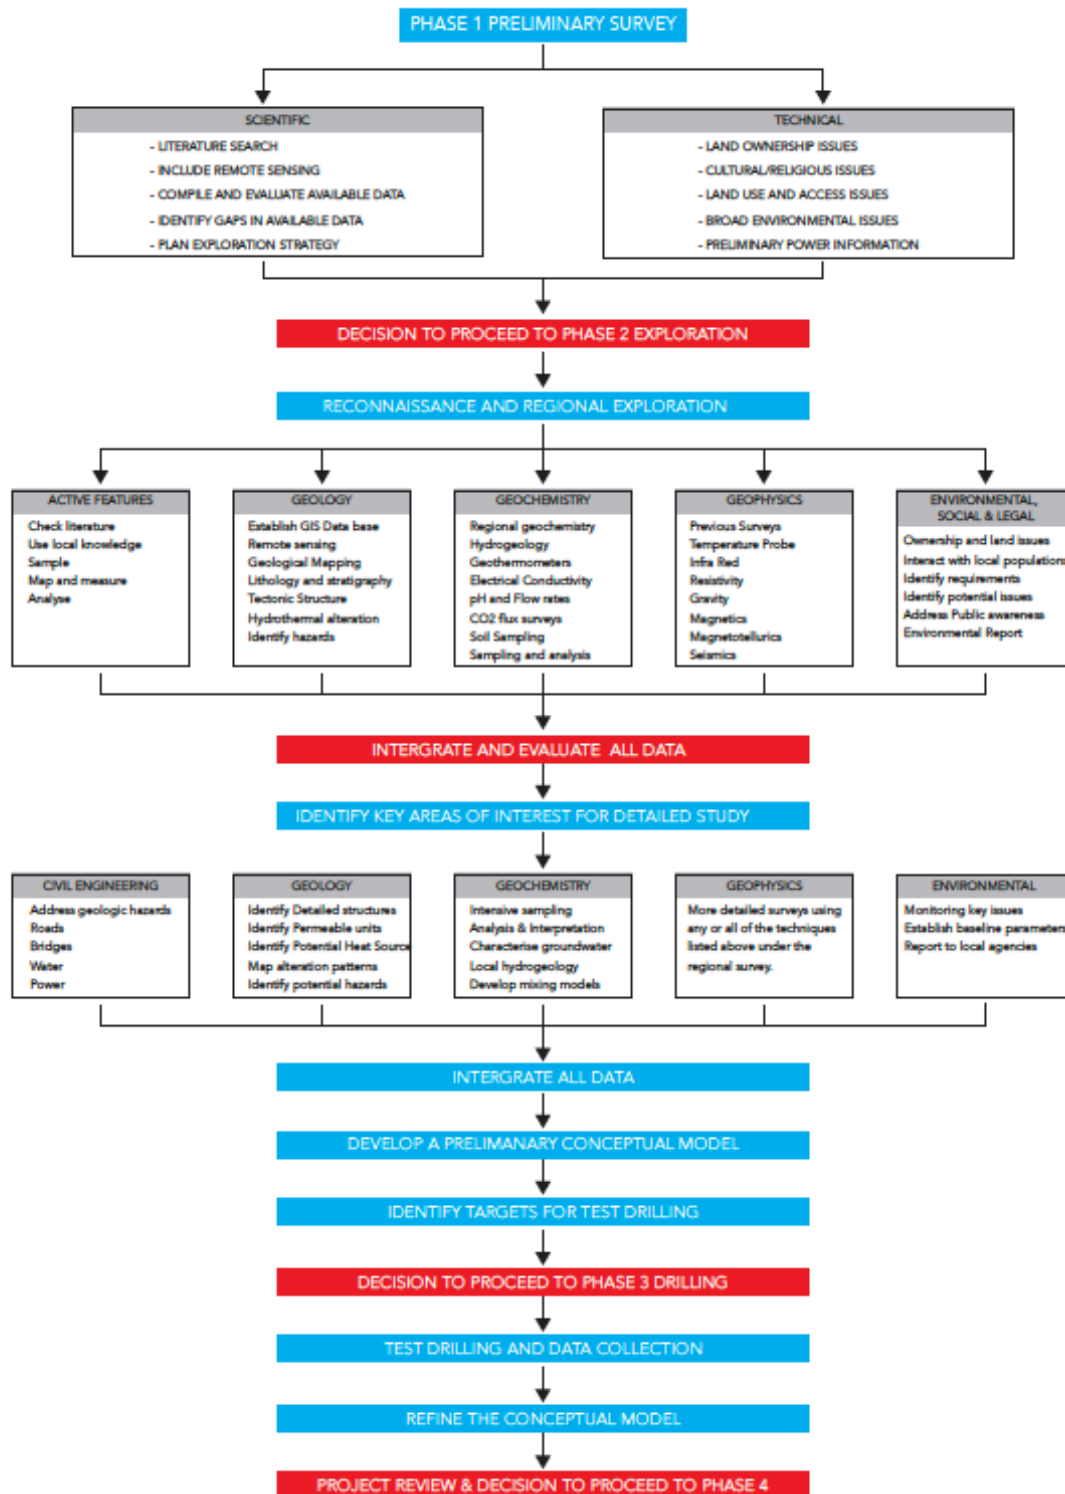 PHASE 1 PRELIMINARY SURVEY
SCIENTIFIC
- LITERATURE SEARCH
- INCLUDE REMOTE SENSING
- COMPILE AND EVALUATE AVAILABLE DATA
- IDENTIFY GAPS IN AVAILABLE DATA
- PLAN EXPLORATION STRATEGY
TECHNICAL
- LAND OWNERSHIP ISSUES
- CULTURAL/RELIGIOUS ISSUES
- LAND USE AND ACCESS ISSUES
- BROAD ENVIRONMENTAL ISSUES
- PRELIMINARY POWER INFORMATION
DECISION TO PROCEED TO PHASE 2 EXPLORATION
RECONNAISSANCE AND REGIONAL EXPLORATION
ACTIVE FEATURES
Check literature
Use local knowledge
Sample
Map and measure
Analyse
GEOLOGY
Establish GIS Data base
Remote sensing
Geological Mapping
Lithology and stratigraphy
Tectonic Structure
Hydrothermal alteration
Identify hazards
GEOCHEMISTRY
Regional geochemistry
Hydrogeology
Geothermometers
Electrical Conductivity
pH and Flow rates
CO2 flux surveys
Soil Sampling
Sampling and analysis
GEOPHYSICS
Previous Surveys
Temperature Probe
Infra Red
Resistivity
Gravity
Magnetics
Magnetotellurics
Seismics
ENVIRONMENTAL,
SOCIAL & LEGAL
Ownership and land issues
Interact with local populations
Identify requirements
Identify potential issues
Address Public awareness
Environmental Report
INTERGRATE AND EVALUATE ALL DATA
IDENTIFY KEY AREAS OF INTEREST FOR DETAILED STUDY
CIVIL ENGINEERING
Address geologic hazards
Roads
Bridges
Water
Power
GEOLOGY
Identify Detailed structures
Identify Permeable units
Identify Potential Heat Source
Map alteration patterns
Identify potential hazards
GEOCHEMISTRY
Intensive sampling
Analysis & Interpretation
Characterise groundwater
Local hydrogeology
Develop mixing models
GEOPHYSICS
More detailed surveys using
any or all of the techniques
listed above under the
regional survey.
ENVIRONMENTAL
Monitoring key issues
Establish baseline parameters
Report to local agencies
INTERGRATE ALL DATA
DEVELOP A PRELIMANARY CONCEPTUAL MODEL
IDENTIFY TARGETS FOR TEST DRILLING
DECISION TO PROCEED TO PHASE 3 DRILLING
TEST DRILLING AND DATA COLLECTION
REFINE THE CONCEPTUAL MODEL
PROJECT REVIEW & DECISION TO PROCEED TO PHASE 4